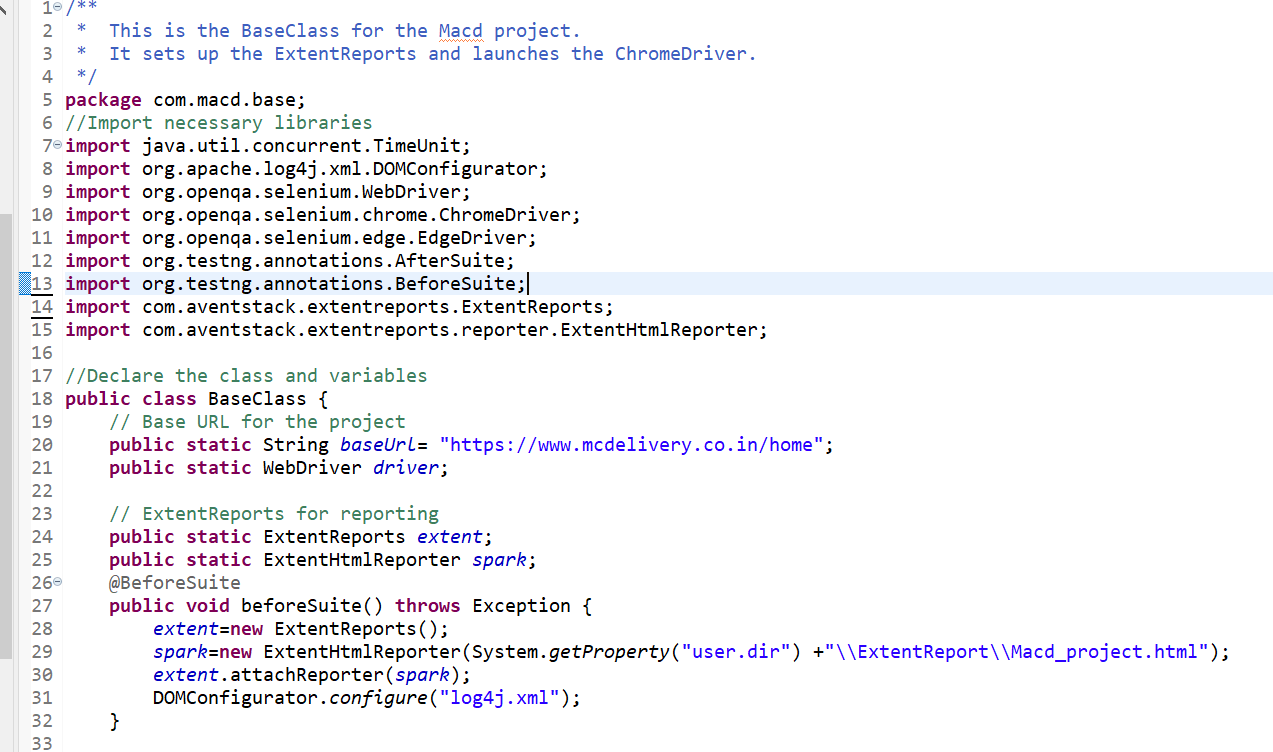 1 /**
2  *  This is the BaseClass for the Macd project.
3  *  It sets up the ExtentReports and launches the ChromeDriver.
4  */
5 package com.macd.base;
6 //Import necessary libraries
7 import java.util.concurrent.TimeUnit;
8 import org.apache.log4j.xml.DOMConfigurator;
9 import org.openqa.selenium.WebDriver;
10 import org.openqa.selenium.chrome.ChromeDriver;
11 import org.openqa.selenium.edge.EdgeDriver;
12 import org.testng.annotations.AfterSuite;
13 import org.testng.annotations.BeforeSuite;
14 import com.aventstack.extentreports.ExtentReports;
15 import com.aventstack.extentreports.reporter.ExtentHtmlReporter;
16
17 //Declare the class and variables
18 public class BaseClass {
19     // Base URL for the project
20     public static String baseUrl= "https://www.mcdelivery.co.in/home";
21     public static WebDriver driver;
22
23     // ExtentReports for reporting
24     public static ExtentReports extent;
25     public static ExtentHtmlReporter spark;
26     @BeforeSuite
27     public void beforeSuite() throws Exception {
28         extent=new ExtentReports();
29         spark=new ExtentHtmlReporter(System.getProperty("user.dir") +"\\ExtentReport\\Macd_project.html");
30         extent.attachReporter(spark);
31         DOMConfigurator.configure("log4j.xml");
32     }
33